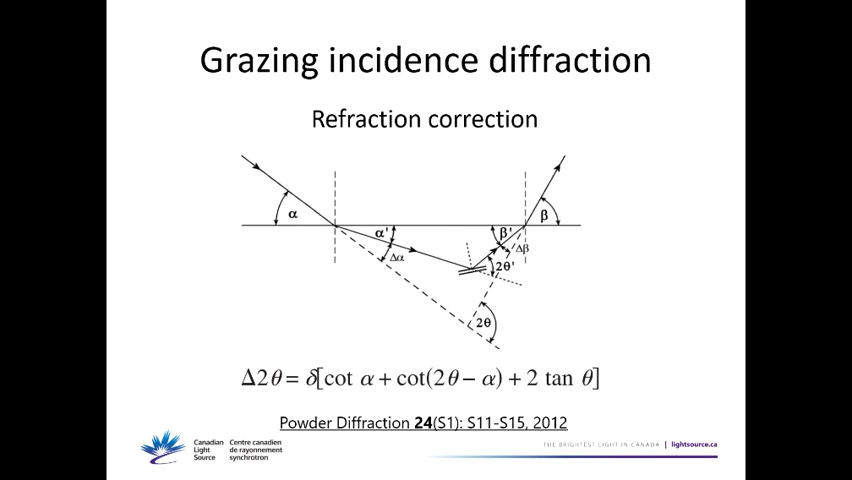 Grazing incidence diffraction
Refraction correction
α
α'
Δα
β'
β
Δβ
2θ'
2θ
Δ2θ = δ[cot α + cot(2θ − α) + 2 tan θ]
Powder Diffraction 24(S1): S11-S15, 2012
Canadian Centre canadien
Light de rayonnement
Source synchrotron
THE BRIGHTEST LIGHT IN CANADA | lightsource.ca